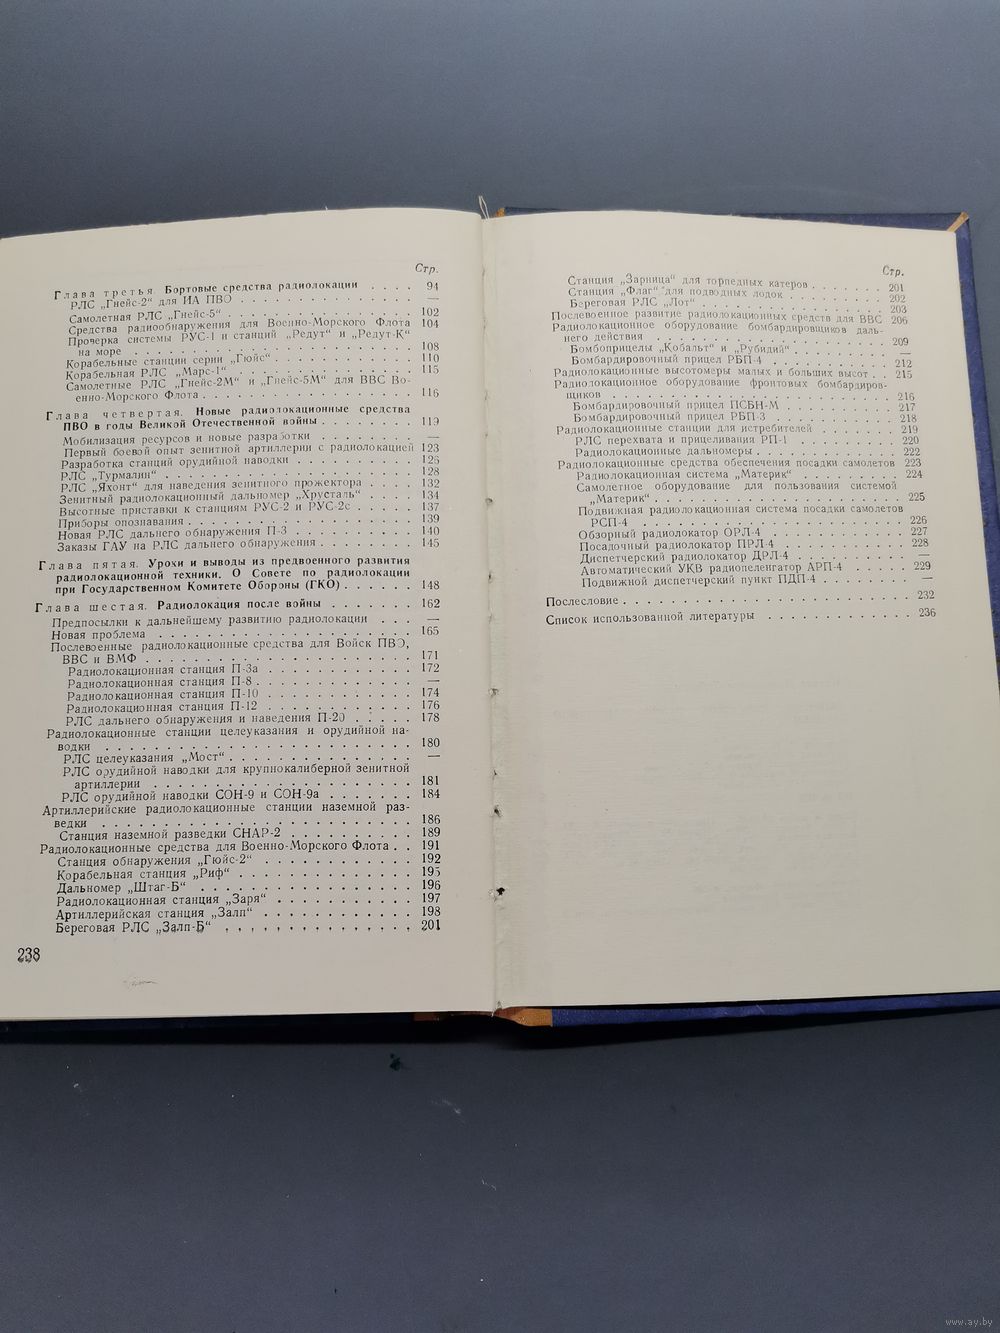 Стр.
Глава третья. Бортовые средства радиолокации . . . . . 94
РЛС „Гнейс-2“ для ИА ПВО . . . . . . . . . . . . . . —
Самолетная РЛС „Гнейс-5“ . . . . . . . . . . . . . . . 102
Средства радиообнаружения для Военно-Морского Флота 104
Проверка системы РУС-1 и станций „Редут“ и „Редут-К“
на море . . . . . . . . . . . . . . . . . . . . . . . 108
Корабельные станции серии „Гюйс“ . . . . . . . . . . . 110
Корабельная РЛС „Марс-1“ . . . . . . . . . . . . . . . 115
Самолетные РЛС „Гнейс-2М“ и „Гнейс-5М“ для ВВС Во-
енно-Морского Флота . . . . . . . . . . . . . . . . . 116
Глава четвертая. Новые радиолокационные средства
ПВО в годы Великой Отечественной войны . . . . . . . 119
Мобилизация ресурсов и новые разработки . . . . . . . —
Первый боевой опыт зенитной артиллерии с радиолокацией 123
Разработка станций орудийной наводки . . . . . . . . . 125
РЛС „Турмалин“ . . . . . . . . . . . . . . . . . . . . 128
РЛС „Яхонт“ для наведения зенитного прожектора . . . . 132
Зенитный радиолокационный дальномер „Хрусталь“ . . . . 134
Высотные приставки к станциям РУС-2 и РУС-2с . . . . . 137
Приборы опознавания . . . . . . . . . . . . . . . . . . 139
Новая РЛС дальнего обнаружения П-3 . . . . . . . . . . 140
Заказы ГАУ на РЛС дальнего обнаружения . . . . . . . . 145
Глава пятая. Уроки и выводы из предвоенного развития
радиолокационной техники. О Совете по радиолокации
при Государственном Комитете Обороны (ГКО) . . . . . . 148
Глава шестая. Радиолокация после войны . . . . . . . 162
Предпосылки к дальнейшему развитию радиолокации . . . —
Новая проблема . . . . . . . . . . . . . . . . . . . . 165
Послевоенные радиолокационные средства для Войск ПВО,
ВВС и ВМФ . . . . . . . . . . . . . . . . . . . . . . 171
Радиолокационная станция П-3а . . . . . . . . . . . . 172
Радиолокационная станция П-8 . . . . . . . . . . . . . —
Радиолокационная станция П-10 . . . . . . . . . . . . 174
Радиолокационная станция П-12 . . . . . . . . . . . . 176
РЛС дальнего обнаружения и наведения П-20 . . . . . 178
Радиолокационные станции целеуказания и орудийной на-
водки . . . . . . . . . . . . . . . . . . . . . . . . . 180
РЛС целеуказания „Мост“ . . . . . . . . . . . . . . . —
РЛС орудийной наводки для крупнокалиберной зенитной
артиллерии . . . . . . . . . . . . . . . . . . . . . 181
РЛС орудийной наводки СОН-9 и СОН-9а . . . . . . . 184
Артиллерийские радиолокационные станции наземной раз-
ведки . . . . . . . . . . . . . . . . . . . . . . . . . 186
Станция наземной разведки СНАР-2 . . . . . . . . . . 189
Радиолокационные средства для Военно-Морского Флота . . 191
Станция обнаружения „Гюйс-2“ . . . . . . . . . . . . 192
Корабельная станция „Риф“ . . . . . . . . . . . . . . 195
Дальномер „Штаг-Б“ . . . . . . . . . . . . . . . . . 196
Радиолокационная станция „Заря“ . . . . . . . . . . . 197
Артиллерийская станция „Залп“ . . . . . . . . . . . . 198
Береговая РЛС „Залп-Б“ . . . . . . . . . . . . . . . 201
238
Стр.
Станция „Зарница“ для торпедных катеров . . . . . . . 201
Станция „Флаг“ для подводных лодок . . . . . . . . . . 202
Береговая РЛС „Лот“ . . . . . . . . . . . . . . . . . 203
Послевоенное развитие радиолокационных средств для ВВС 206
Радиолокационное оборудование бомбардировщиков даль-
него действия . . . . . . . . . . . . . . . . . . . . . 209
Бомбоприцелы „Кобальт“ и „Рубидий“ . . . . . . . . . —
Бомбардировочный прицел РБП-4 . . . . . . . . . . . 212
Радиолокационные высотомеры малых и больших высот . . 215
Радиолокационное оборудование фронтовых бомбардиров-
щиков . . . . . . . . . . . . . . . . . . . . . . . . . 216
Бомбардировочный прицел ПСБН-М . . . . . . . . . . . 217
Бомбардировочный прицел РБП-3 . . . . . . . . . . . . 218
Радиолокационные станции для истребителей . . . . . . . 219
РЛС перехвата и прицеливания РП-1 . . . . . . . . . . 220
Радиолокационные дальномеры . . . . . . . . . . . . . 222
Радиолокационные средства обеспечения посадки самолетов 223
Радиолокационная система „Материк“ . . . . . . . . . . 224
Самолетное оборудование для пользования системой
„Материк“ . . . . . . . . . . . . . . . . . . . . . . 225
Подвижная радиолокационная система посадки самолетов
РСП-4 . . . . . . . . . . . . . . . . . . . . . . . . 226
Обзорный радиолокатор ОРЛ-4 . . . . . . . . . . . . . 227
Посадочный радиолокатор ПРЛ-4 . . . . . . . . . . . . 228
Диспетчерский радиолокатор ДРЛ-4 . . . . . . . . . . . —
Автоматический УКВ радиопеленгатор АРП-4 . . . . . 229
Подвижной диспетчерский пункт ПДП-4 . . . . . . . . . —
Послесловие . . . . . . . . . . . . . . . . . . . . . . . 232
Список использованной литературы . . . . . . . . . . . . 236
www.ay.by